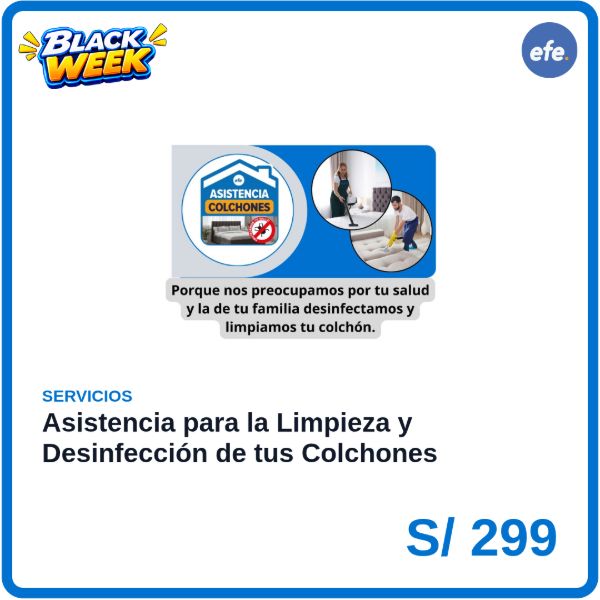 BLACK
WEEK
efe.
efe
ASISTENCIA
COLCHONES
Porque nos preocupamos por tu salud
y la de tu familia desinfectamos y
limpiamos tu colchón.
SERVICIOS
Asistencia para la Limpieza y
Desinfección de tus Colchones
S/ 299